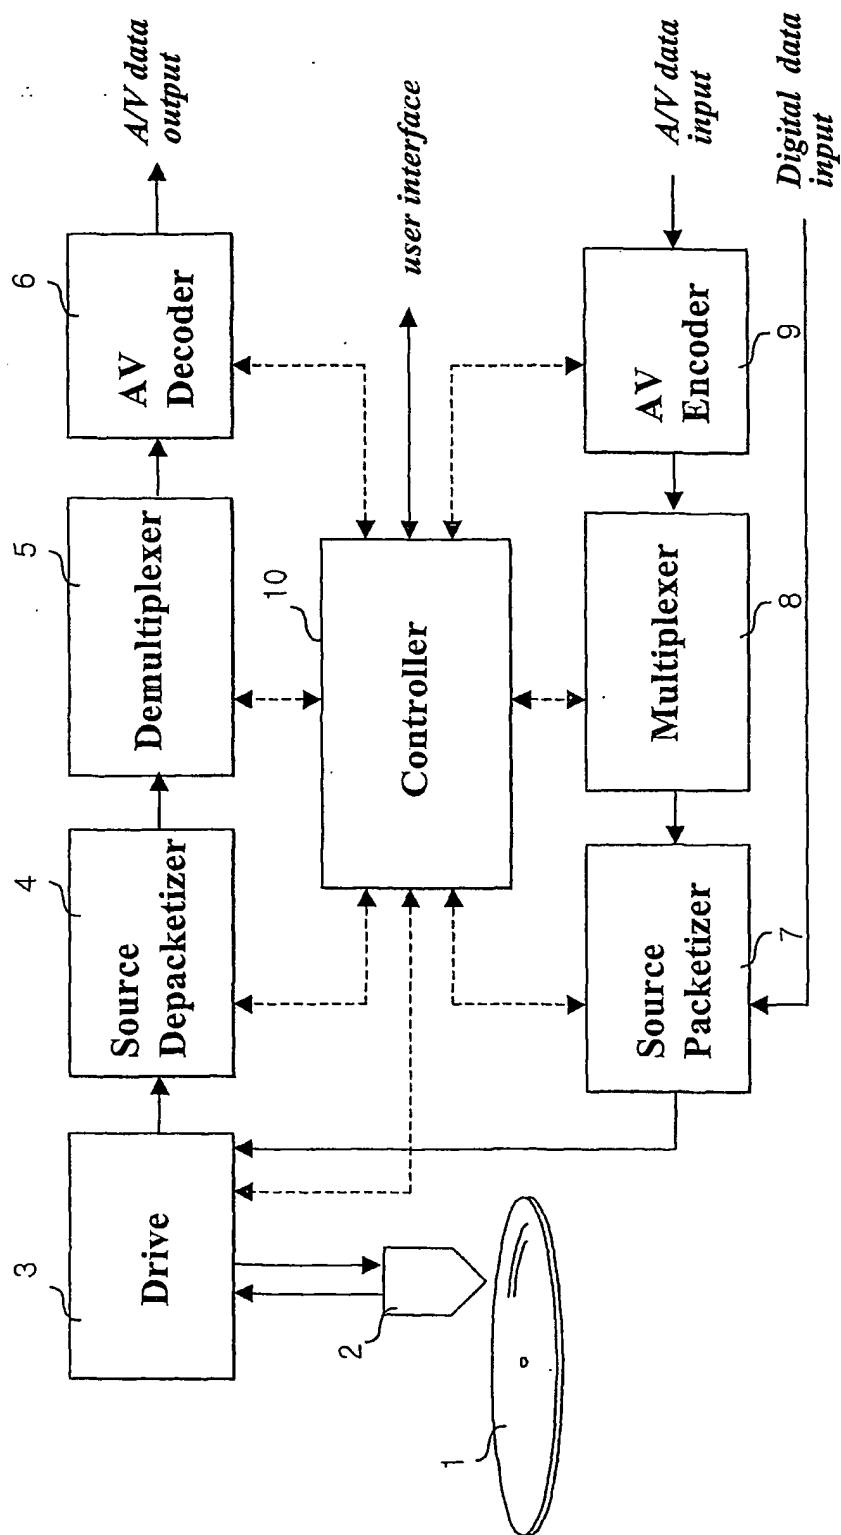 3
Drive
4
Source
Depacketizer
5
Demultiplexer
6
AV
Decoder
A/V data
output
2
1
10
Controller
user interface
Source
Packetizer
7
Multiplexer
8
AV
Encoder
9
A/V data
input
Digital data
input